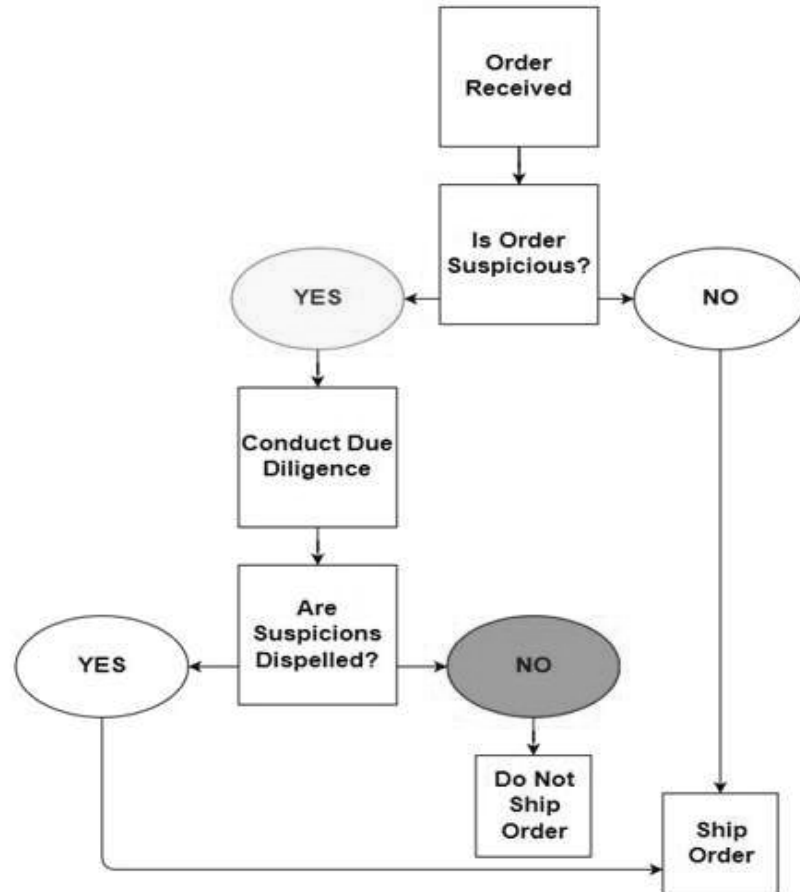 Order
Received
Is Order
Suspicious?
YES
NO
Conduct Due
Diligence
Are
Suspicions
Dispelled?
YES
NO
Do Not
Ship
Order
Ship
Order